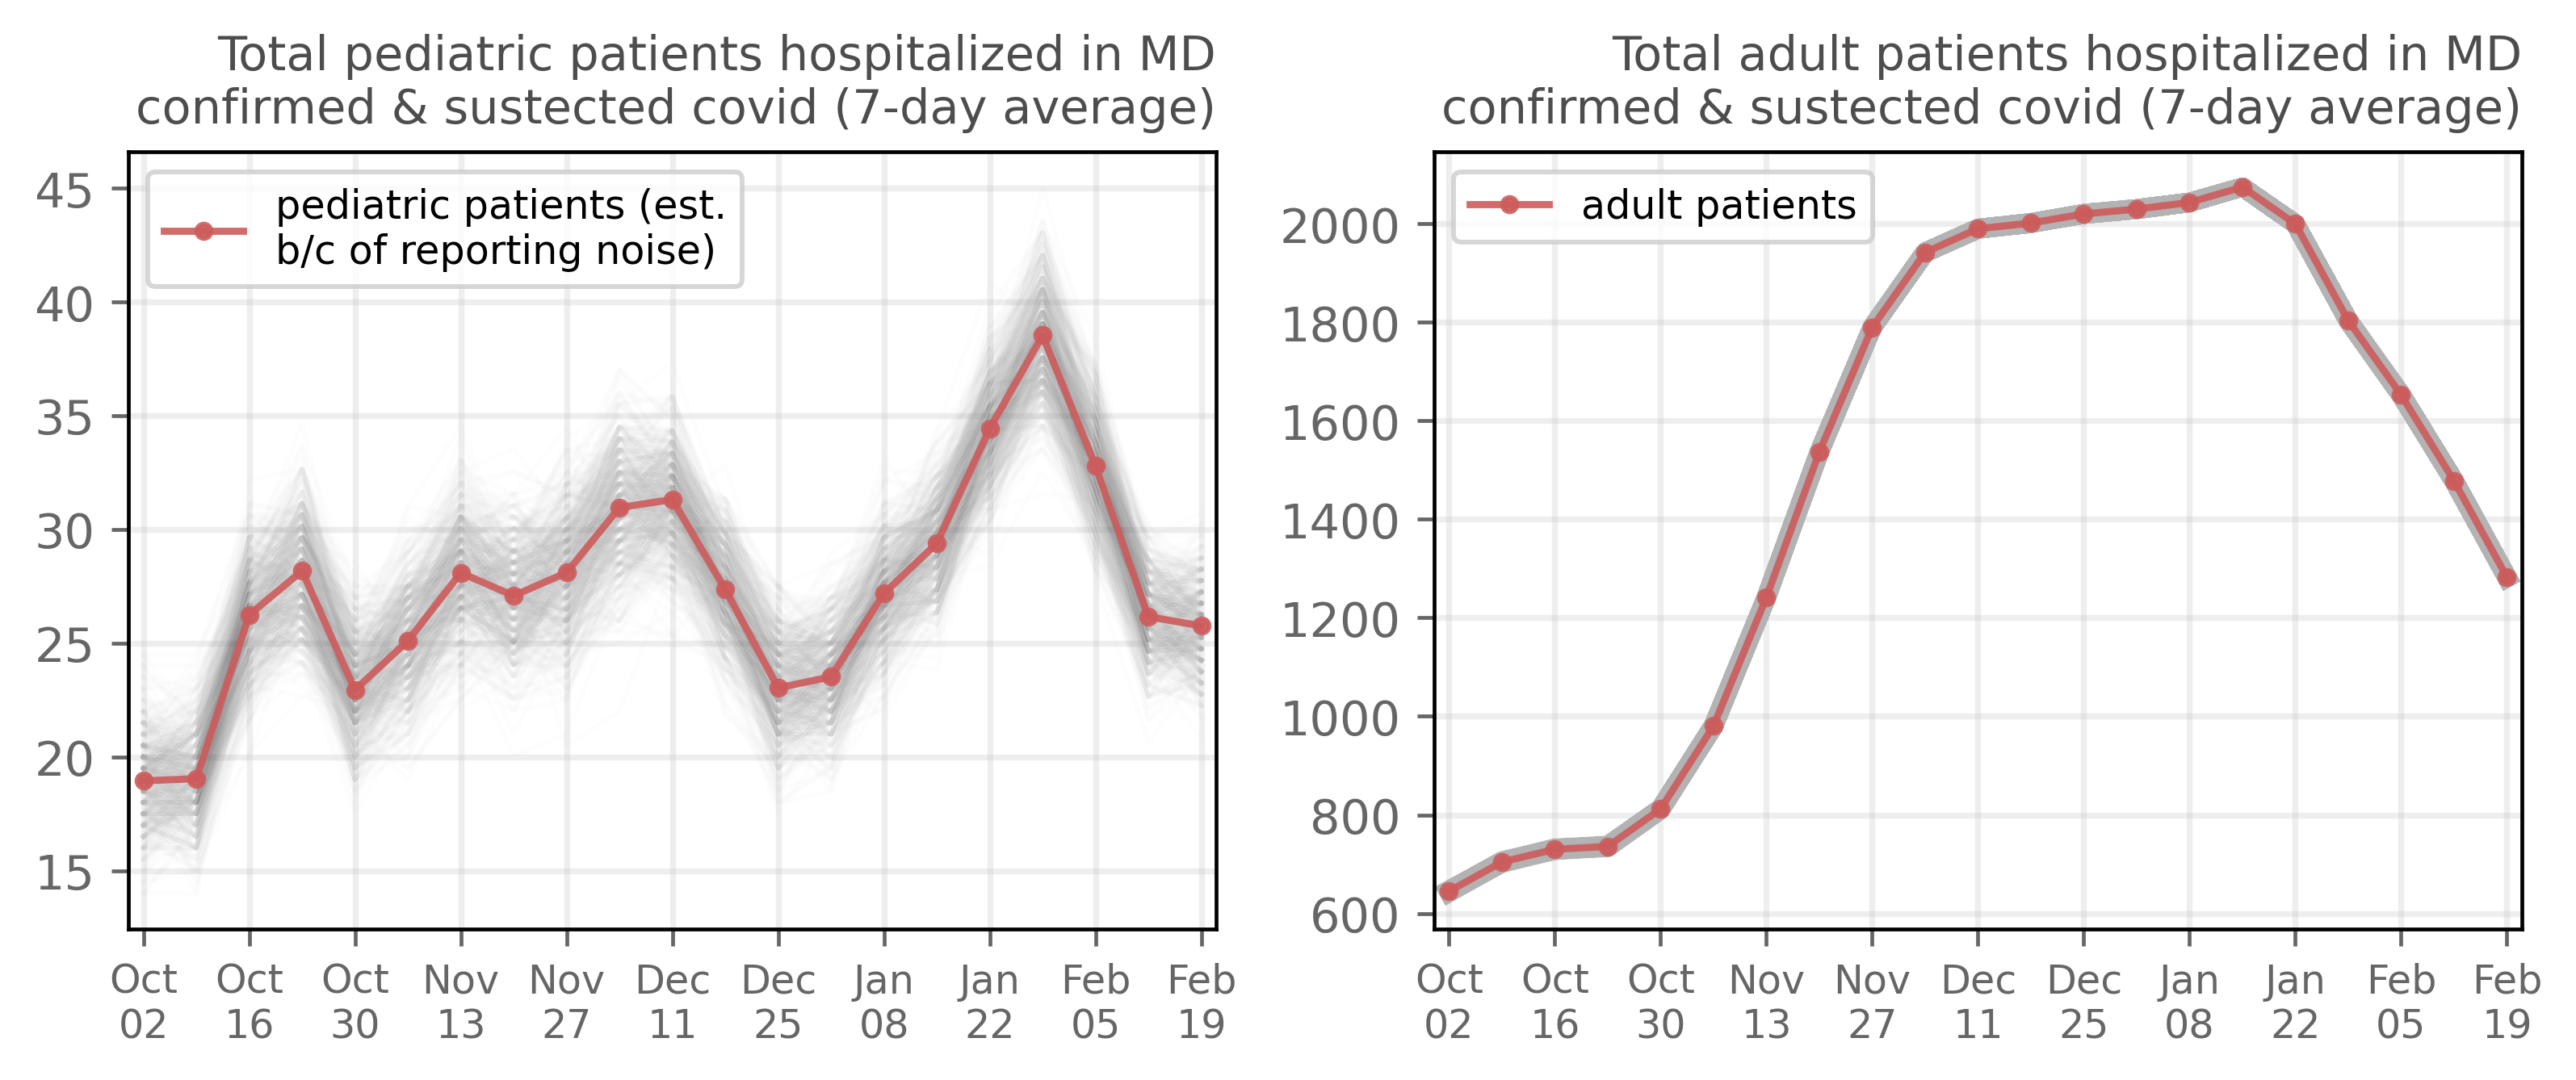 Total pediatric patients hospitalized in MD
confirmed & sustected covid (7-day average)
pediatric patients (est.
b/c of reporting noise)
45
40
35
30
25
20
15
Oct 02
Oct 16
Oct 30
Nov 13
Nov 27
Dec 11
Dec 25
Jan 08
Jan 22
Feb 05
Feb 19
Total adult patients hospitalized in MD
confirmed & sustected covid (7-day average)
adult patients
2000
1800
1600
1400
1200
1000
800
600
Oct 02
Oct 16
Oct 30
Nov 13
Nov 27
Dec 11
Dec 25
Jan 08
Jan 22
Feb 05
Feb 19